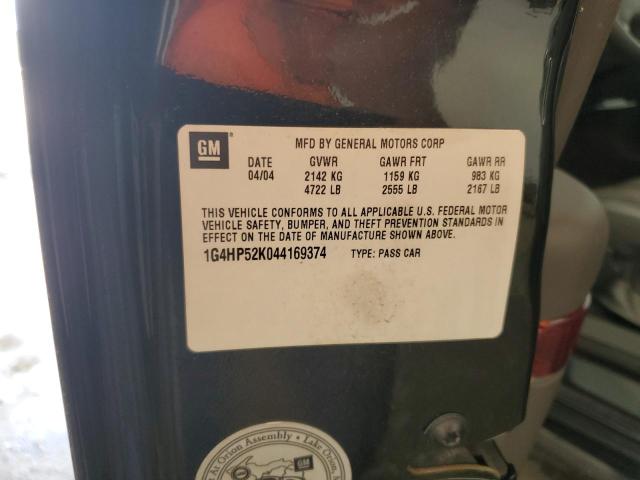 GM
MFD BY GENERAL MOTORS CORP
DATE GVWR GAWR FRT GAWR RR
04/04 2142 KG 1159 KG 983 KG
4722 LB 2555 LB 2167 LB
THIS VEHICLE CONFORMS TO ALL APPLICABLE U.S. FEDERAL MOTOR
VEHICLE SAFETY, BUMPER, AND THEFT PREVENTION STANDARDS IN
EFFECT ON THE DATE OF MANUFACTURE SHOWN ABOVE.
1G4HP52K044169374 TYPE: PASS CAR
At Orion Assembly • Lake Orion,
GM